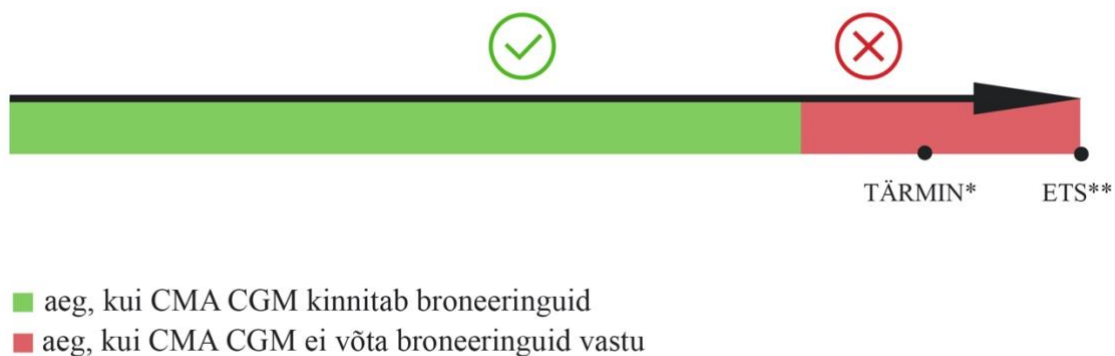 TÄRMIN* ETS**
aeg, kui CMA CGM kinnitab broneeringuid
aeg, kui CMA CGM ei võta broneeringuid vastu